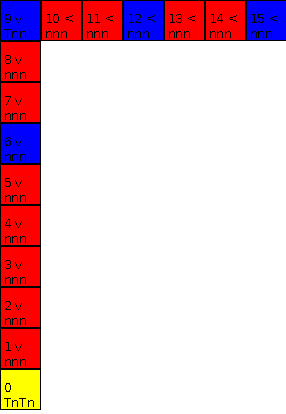 9 v
Tnn
10 <
nnn
11 <
nnn
12 <
nnn
13 <
nnn
14 <
nnn
15 <
nnn
8 v
nnn
7 v
nnn
6 v
nnn
5 v
nnn
4 v
nnn
3 v
nnn
2 v
nnn
1 v
nnn
0
TnTn